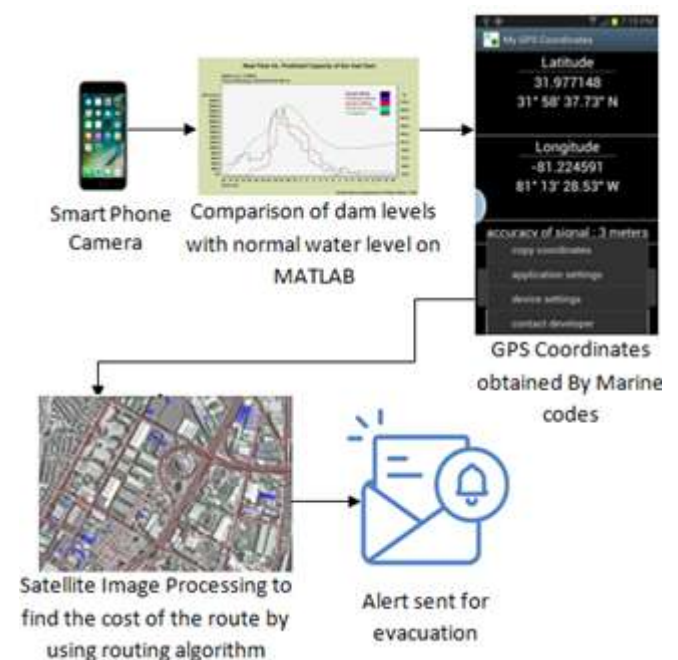 7:15 PM
My GPS Coordinates
Latitude
31.977148
31° 58' 37.73" N
Longitude
-81.224591
81° 13' 28.53" W
accuracy of signal : 3 meters
copy coordinates
application settings
device settings
contact developer
Smart Phone
Camera
Comparison of dam levels
with normal water level on
MATLAB
GPS Coordinates
obtained By Marine
codes
Satellite Image Processing to
find the cost of the route by
using routing algorithm
Alert sent for
evacuation